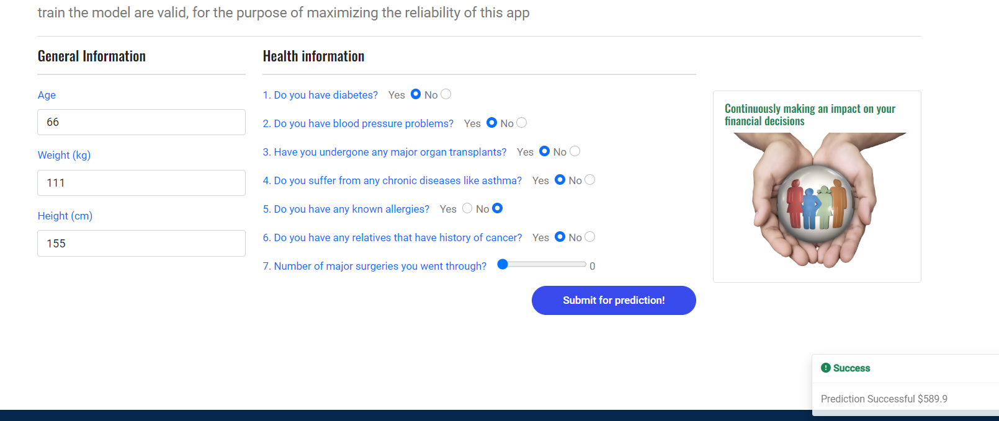 train the model are valid, for the purpose of maximizing the reliability of this app
General Information
Age
66
Weight (kg)
111
Height (cm)
155
Health information
1. Do you have diabetes? Yes No
2. Do you have blood pressure problems? Yes No
3. Have you undergone any major organ transplants? Yes No
4. Do you suffer from any chronic diseases like asthma? Yes No
5. Do you have any known allergies? Yes No
6. Do you have any relatives that have history of cancer? Yes No
7. Number of major surgeries you went through? 0
Submit for prediction!
Continuously making an impact on your
financial decisions
Success
Prediction Successful $589.9